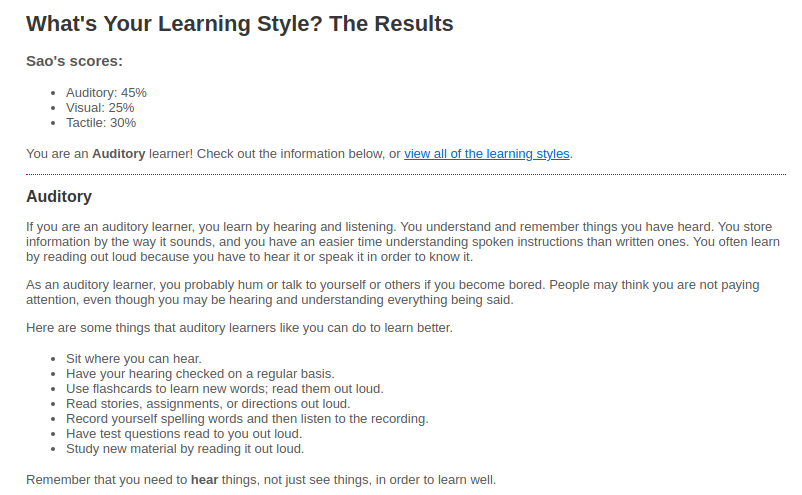 What's Your Learning Style? The Results
Sao's scores:
Auditory: 45%
Visual: 25%
Tactile: 30%
You are an Auditory learner! Check out the information below, or view all of the learning styles.
Auditory
If you are an auditory learner, you learn by hearing and listening. You understand and remember things you have heard. You store
information by the way it sounds, and you have an easier time understanding spoken instructions than written ones. You often learn
by reading out loud because you have to hear it or speak it in order to know it.
As an auditory learner, you probably hum or talk to yourself or others if you become bored. People may think you are not paying
attention, even though you may be hearing and understanding everything being said.
Here are some things that auditory learners like you can do to learn better.
Sit where you can hear.
Have your hearing checked on a regular basis.
Use flashcards to learn new words; read them out loud.
Read stories, assignments, or directions out loud.
Record yourself spelling words and then listen to the recording.
Have test questions read to you out loud.
Study new material by reading it out loud.
Remember that you need to hear things, not just see things, in order to learn well.